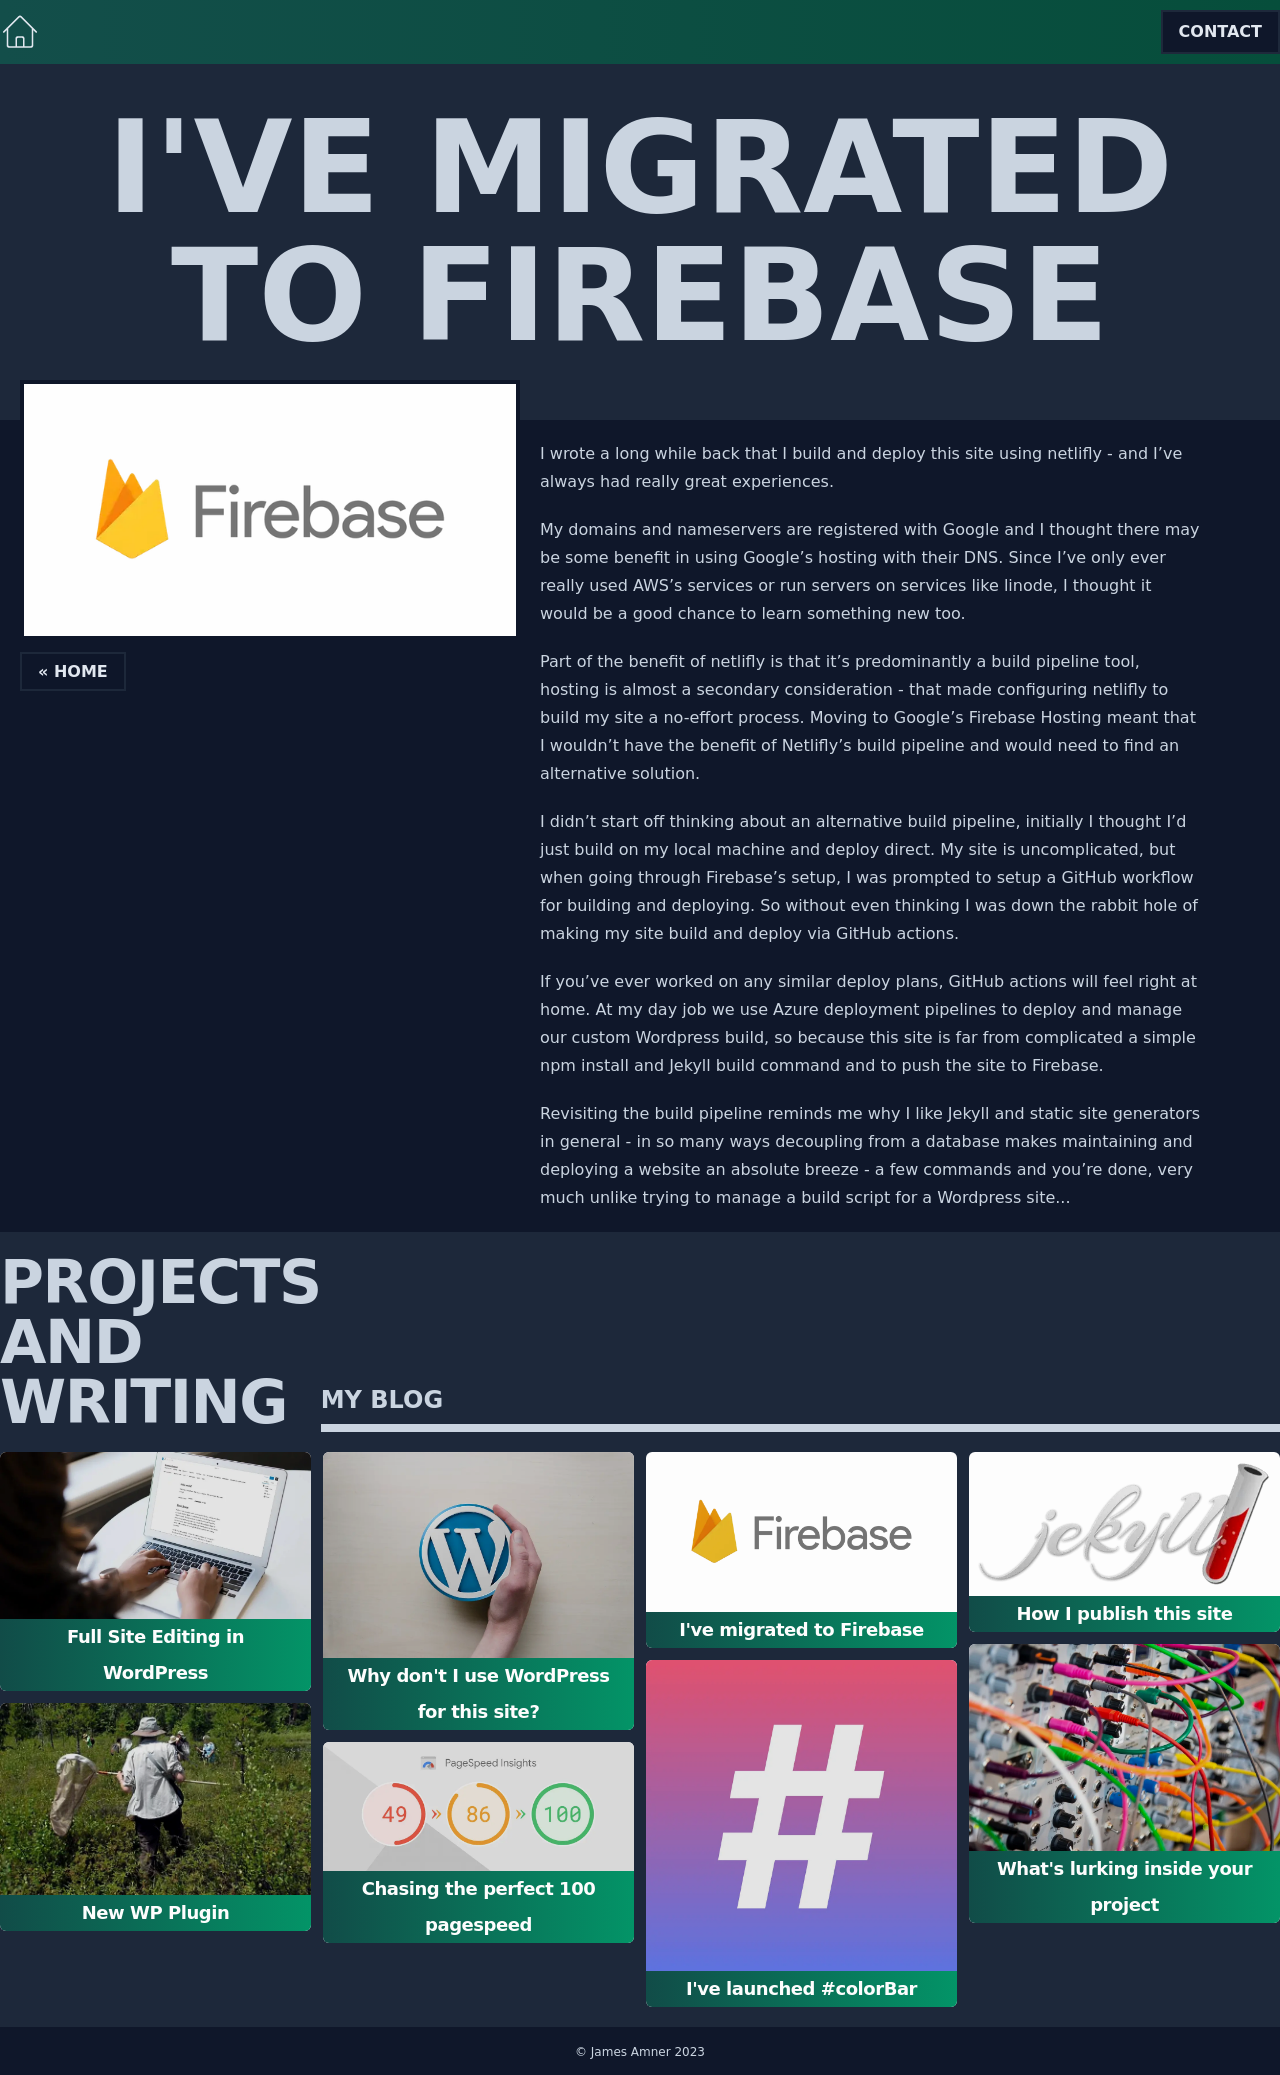 CONTACT
I'VE MIGRATED
TO FIREBASE
Firebase
« HOME
I wrote a long while back that I build and deploy this site using netlifly - and I’ve
always had really great experiences.
My domains and nameservers are registered with Google and I thought there may
be some benefit in using Google’s hosting with their DNS. Since I’ve only ever
really used AWS’s services or run servers on services like linode, I thought it
would be a good chance to learn something new too.
Part of the benefit of netlifly is that it’s predominantly a build pipeline tool,
hosting is almost a secondary consideration - that made configuring netlifly to
build my site a no-effort process. Moving to Google’s Firebase Hosting meant that
I wouldn’t have the benefit of Netlifly’s build pipeline and would need to find an
alternative solution.
I didn’t start off thinking about an alternative build pipeline, initially I thought I’d
just build on my local machine and deploy direct. My site is uncomplicated, but
when going through Firebase’s setup, I was prompted to setup a GitHub workflow
for building and deploying. So without even thinking I was down the rabbit hole of
making my site build and deploy via GitHub actions.
If you’ve ever worked on any similar deploy plans, GitHub actions will feel right at
home. At my day job we use Azure deployment pipelines to deploy and manage
our custom Wordpress build, so because this site is far from complicated a simple
npm install and Jekyll build command and to push the site to Firebase.
Revisiting the build pipeline reminds me why I like Jekyll and static site generators
in general - in so many ways decoupling from a database makes maintaining and
deploying a website an absolute breeze - a few commands and you’re done, very
much unlike trying to manage a build script for a Wordpress site…
PROJECTS
AND
WRITING
MY BLOG
Full Site Editing in
WordPress
New WP Plugin
W
Why don't I use WordPress
for this site?
PageSpeed Insights
49 » 86 » 100
Chasing the perfect 100
pagespeed
Firebase
I've migrated to Firebase
#
I've launched #colorBar
jekyll
How I publish this site
What's lurking inside your
project
© James Amner 2023